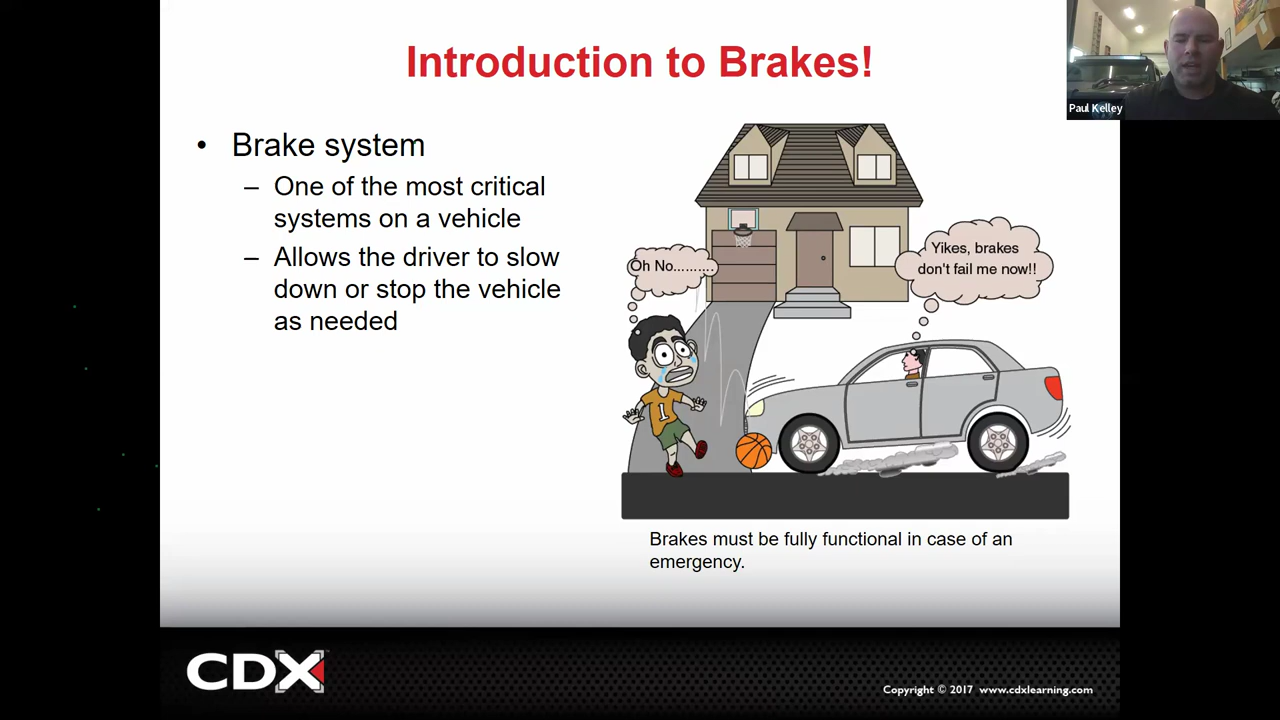 Introduction to Brakes!
Paul Kelley
• Brake system
– One of the most critical
systems on a vehicle
– Allows the driver to slow
down or stop the vehicle
as needed
Oh No.........
Yikes, brakes
don't fail me now!!
1
Brakes must be fully functional in case of an
emergency.
CDX
Copyright © 2017 www.cdxlearning.com